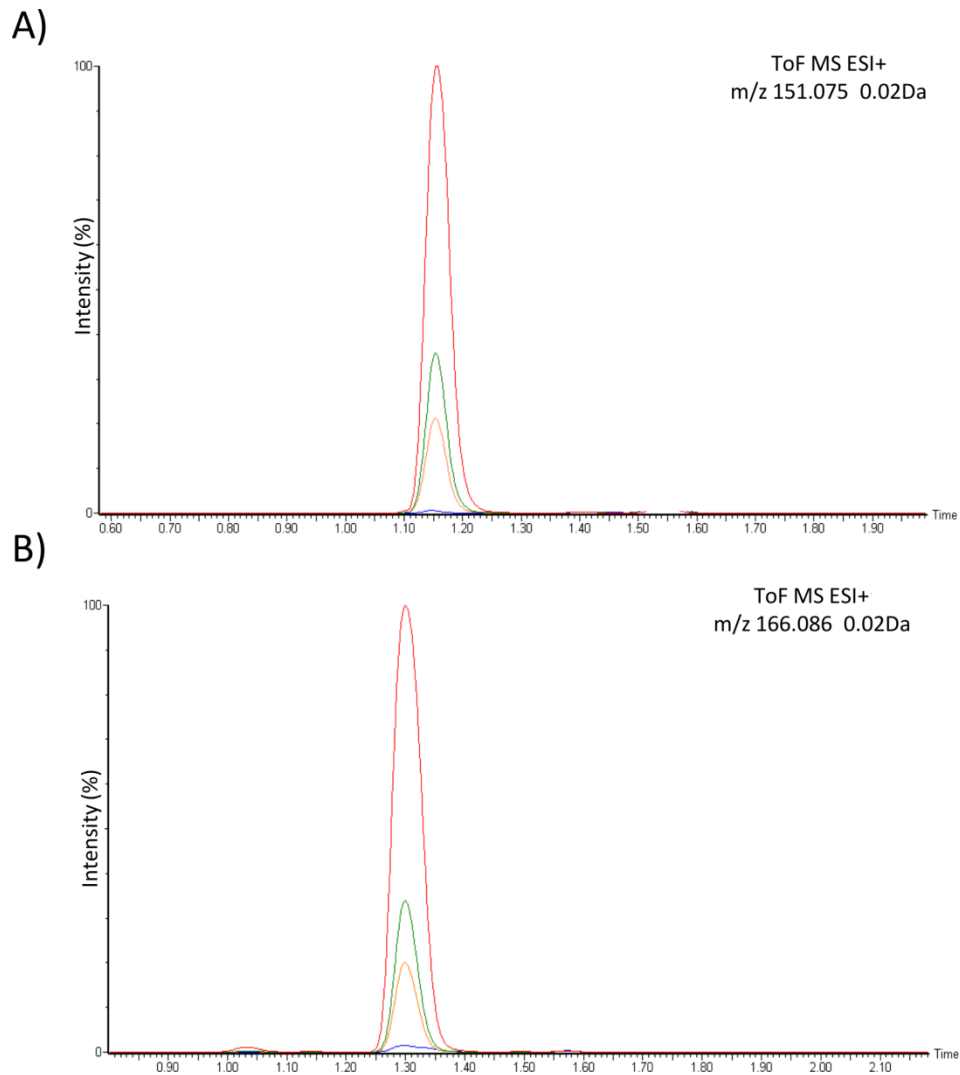 A)
ToF MS ESI+
m/z 151.075 0.02Da
100
Intensity (%)
0
0.60 0.70 0.80 0.90 1.00 1.10 1.20 1.30 1.40 1.50 1.60 1.70 1.80 1.90 Time
B)
ToF MS ESI+
m/z 166.086 0.02Da
100
Intensity (%)
0
0.90 1.00 1.10 1.20 1.30 1.40 1.50 1.60 1.70 1.80 1.90 2.00 2.10 Time